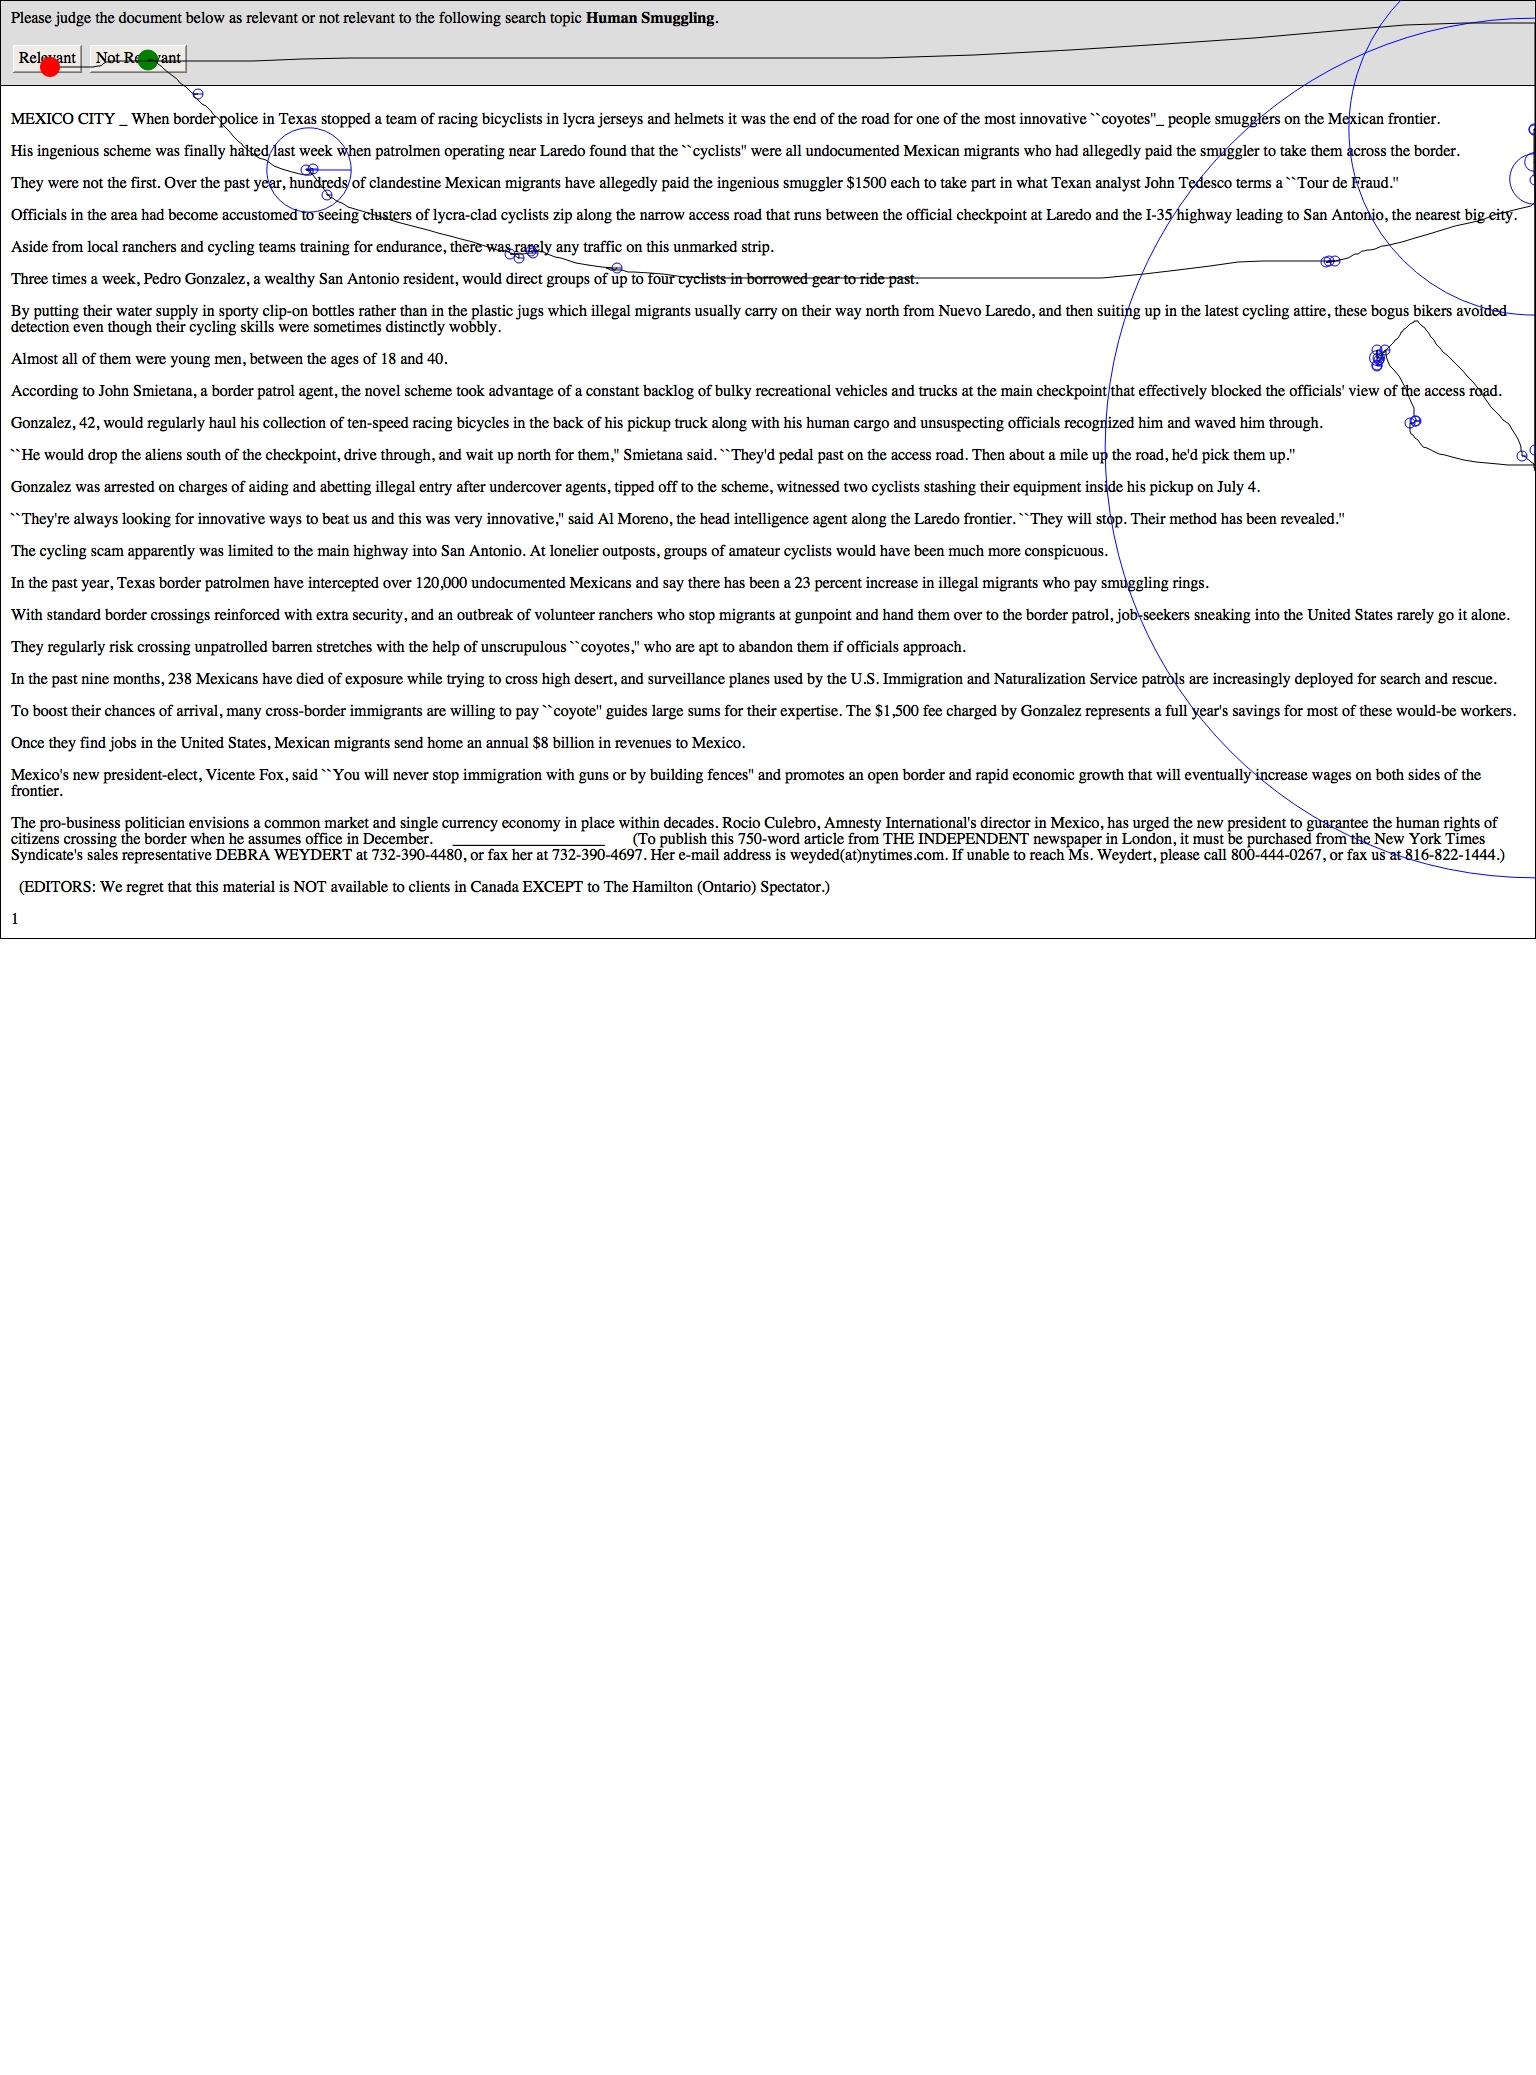 Please judge the document below as relevant or not relevant to the following search topic Human Smuggling.
Relevant Not Relevant
MEXICO CITY _ When border police in Texas stopped a team of racing bicyclists in lycra jerseys and helmets it was the end of the road for one of the most innovative ``coyotes''_ people smugglers on the Mexican frontier.
His ingenious scheme was finally halted last week when patrolmen operating near Laredo found that the ``cyclists'' were all undocumented Mexican migrants who had allegedly paid the smuggler to take them across the border.
They were not the first. Over the past year, hundreds of clandestine Mexican migrants have allegedly paid the ingenious smuggler $1500 each to take part in what Texan analyst John Tedesco terms a ``Tour de Fraud.''
Officials in the area had become accustomed to seeing clusters of lycra-clad cyclists zip along the narrow access road that runs between the official checkpoint at Laredo and the I-35 highway leading to San Antonio, the nearest big city.
Aside from local ranchers and cycling teams training for endurance, there was rarely any traffic on this unmarked strip.
Three times a week, Pedro Gonzalez, a wealthy San Antonio resident, would direct groups of up to four cyclists in borrowed gear to ride past.
By putting their water supply in sporty clip-on bottles rather than in the plastic jugs which illegal migrants usually carry on their way north from Nuevo Laredo, and then suiting up in the latest cycling attire, these bogus bikers avoided
detection even though their cycling skills were sometimes distinctly wobbly.
Almost all of them were young men, between the ages of 18 and 40.
According to John Smietana, a border patrol agent, the novel scheme took advantage of a constant backlog of bulky recreational vehicles and trucks at the main checkpoint that effectively blocked the officials' view of the access road.
Gonzalez, 42, would regularly haul his collection of ten-speed racing bicycles in the back of his pickup truck along with his human cargo and unsuspecting officials recognized him and waved him through.
``He would drop the aliens south of the checkpoint, drive through, and wait up north for them,'' Smietana said. ``They'd pedal past on the access road. Then about a mile up the road, he'd pick them up.''
Gonzalez was arrested on charges of aiding and abetting illegal entry after undercover agents, tipped off to the scheme, witnessed two cyclists stashing their equipment inside his pickup on July 4.
``They're always looking for innovative ways to beat us and this was very innovative,'' said Al Moreno, the head intelligence agent along the Laredo frontier. ``They will stop. Their method has been revealed.''
The cycling scam apparently was limited to the main highway into San Antonio. At lonelier outposts, groups of amateur cyclists would have been much more conspicuous.
In the past year, Texas border patrolmen have intercepted over 120,000 undocumented Mexicans and say there has been a 23 percent increase in illegal migrants who pay smuggling rings.
With standard border crossings reinforced with extra security, and an outbreak of volunteer ranchers who stop migrants at gunpoint and hand them over to the border patrol, job-seekers sneaking into the United States rarely go it alone.
They regularly risk crossing unpatrolled barren stretches with the help of unscrupulous ``coyotes,'' who are apt to abandon them if officials approach.
In the past nine months, 238 Mexicans have died of exposure while trying to cross high desert, and surveillance planes used by the U.S. Immigration and Naturalization Service patrols are increasingly deployed for search and rescue.
To boost their chances of arrival, many cross-border immigrants are willing to pay ``coyote'' guides large sums for their expertise. The $1,500 fee charged by Gonzalez represents a full year's savings for most of these would-be workers.
Once they find jobs in the United States, Mexican migrants send home an annual $8 billion in revenues to Mexico.
Mexico's new president-elect, Vicente Fox, said ``You will never stop immigration with guns or by building fences'' and promotes an open border and rapid economic growth that will eventually increase wages on both sides of the
frontier.
The pro-business politician envisions a common market and single currency economy in place within decades. Rocio Culebro, Amnesty International's director in Mexico, has urged the new president to guarantee the human rights of
citizens crossing the border when he assumes office in December. ___________________ (To publish this 750-word article from THE INDEPENDENT newspaper in London, it must be purchased from the New York Times
Syndicate's sales representative DEBRA WEYDERT at 732-390-4480, or fax her at 732-390-4697. Her e-mail address is weyded(at)nytimes.com. If unable to reach Ms. Weydert, please call 800-444-0267, or fax us at 816-822-1444.)
(EDITORS: We regret that this material is NOT available to clients in Canada EXCEPT to The Hamilton (Ontario) Spectator.)
1